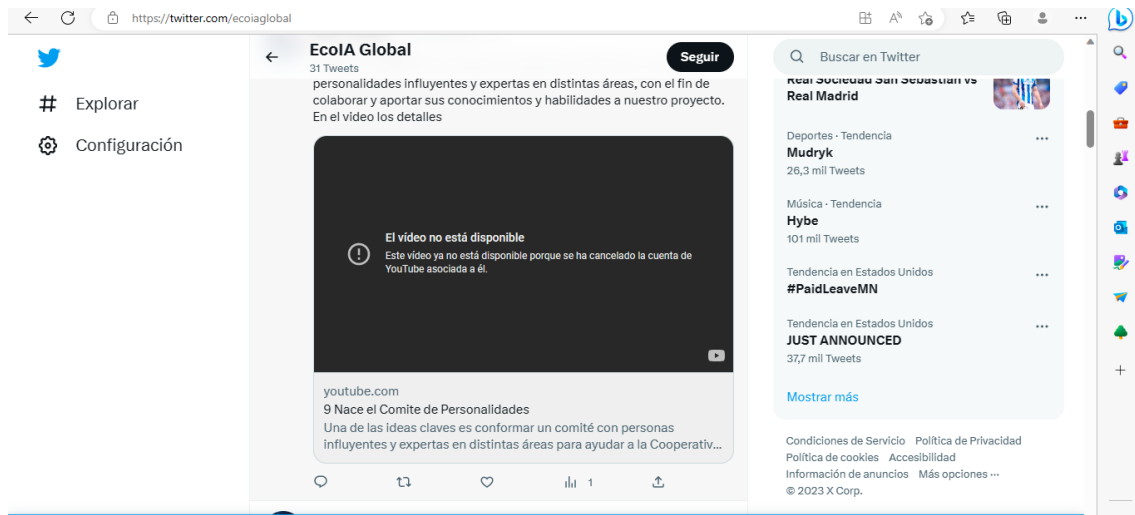 https://twitter.com/ecoiaglobal
EcoIA Global
31 Tweets
Seguir
Explorar
Configuración
personalidades influyentes y expertas en distintas áreas, con el fin de
colaborar y aportar sus conocimientos y habilidades a nuestro proyecto.
En el video los detalles
El vídeo no está disponible
Este vídeo ya no está disponible porque se ha cancelado la cuenta de
YouTube asociada a él.
youtube.com
9 Nace el Comite de Personalidades
Una de las ideas claves es conformar un comité con personas
influyentes y expertas en distintas áreas para ayudar a la Cooperativ...
1
Buscar en Twitter
Real Sociedad San Sebastián vs
Real Madrid
Deportes · Tendencia
Mudryk
26,3 mil Tweets
Música · Tendencia
Hybe
101 mil Tweets
Tendencia en Estados Unidos
#PaidLeaveMN
Tendencia en Estados Unidos
JUST ANNOUNCED
37,7 mil Tweets
Mostrar más
Condiciones de Servicio Política de Privacidad
Política de cookies Accesibilidad
Información de anuncios Más opciones ···
© 2023 X Corp.